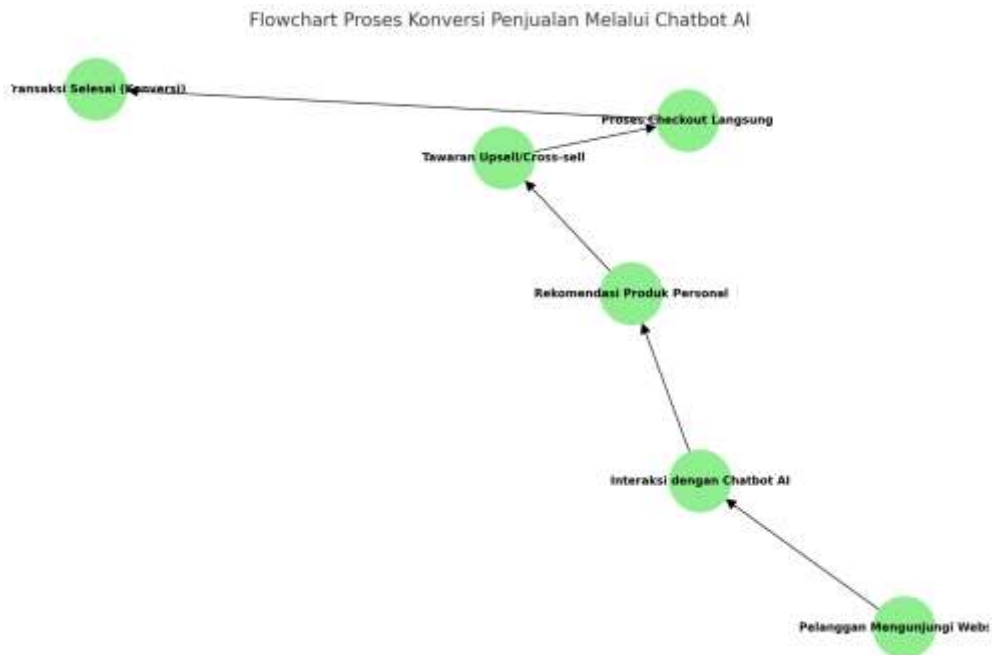 Flowchart Proses Konversi Penjualan Melalui Chatbot AI
ransaksi Selesai (Konversi)
Proses Checkout Langsung
Tawaran Upsell/Cross-sell
Rekomendasi Produk Personal
Interaksi dengan Chatbot AI
Pelanggan Mengunjungi Webs